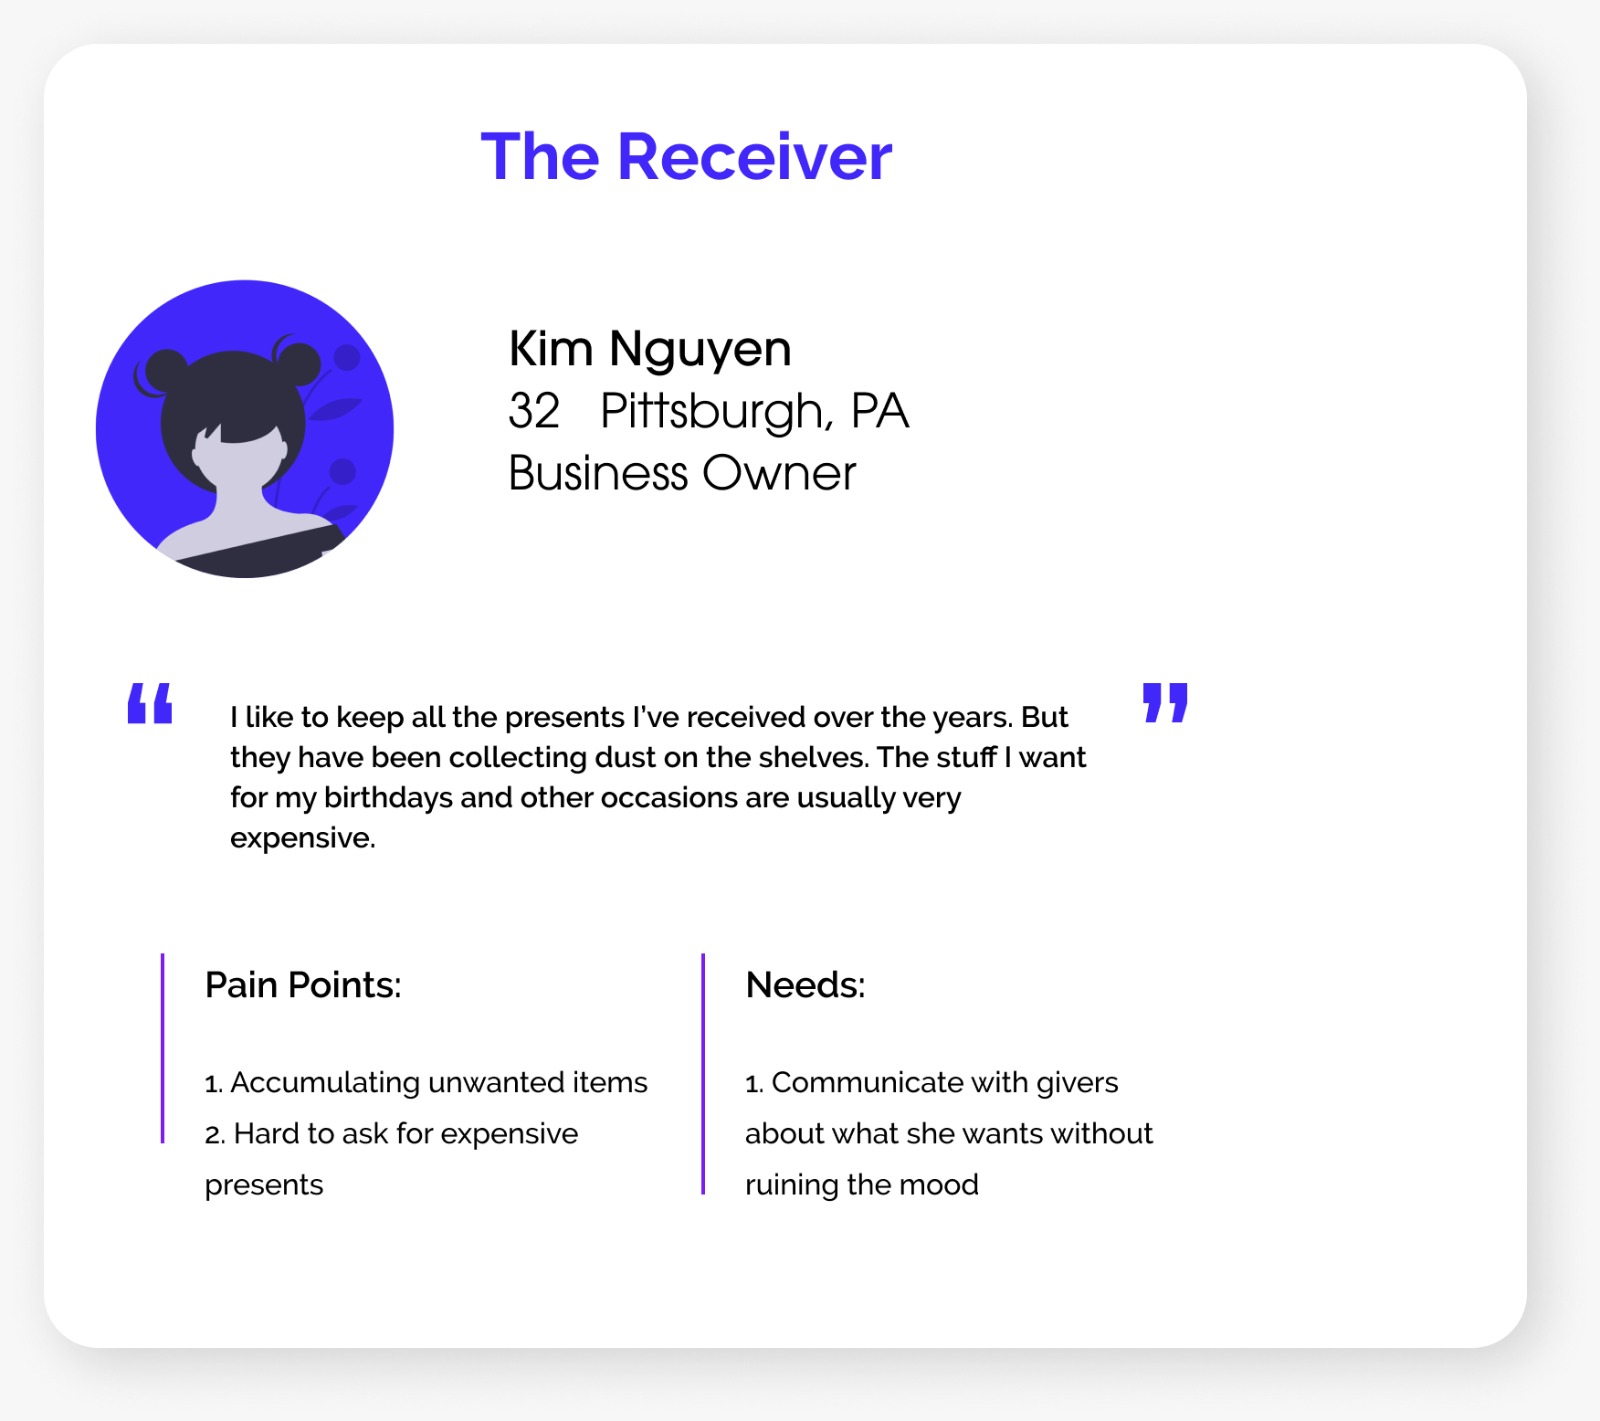 The Receiver
Kim Nguyen
32 Pittsburgh, PA
Business Owner
“ I like to keep all the presents I’ve received over the years. But ”
they have been collecting dust on the shelves. The stuff I want
for my birthdays and other occasions are usually very
expensive.
Pain Points:
1. Accumulating unwanted items
2. Hard to ask for expensive
presents
Needs:
1. Communicate with givers
about what she wants without
ruining the mood